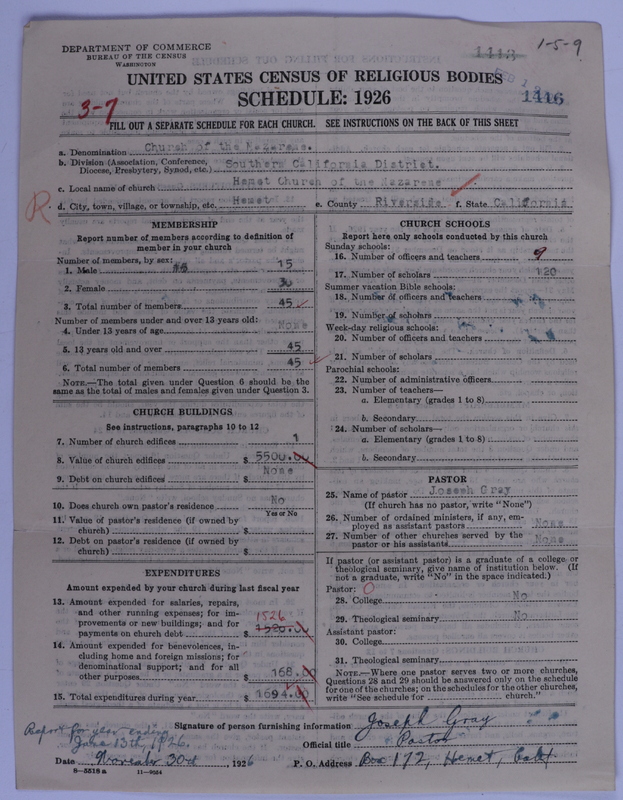 DEPARTMENT OF COMMERCE
BUREAU OF THE CENSUS
WASHINGTON
1413
1-5-9
UNITED STATES CENSUS OF RELIGIOUS BODIES
SCHEDULE: 1926
1416
3-7
FILL OUT A SEPARATE SCHEDULE FOR EACH CHURCH. SEE INSTRUCTIONS ON THE BACK OF THIS SHEET
a. Denomination Church of the Nazarene.
b. Division (Association, Conference, Diocese, Presbytery, Synod, etc.) Southern California District.
c. Local name of church Hemet Church of the Nazarene
R
d. City, town, village, or township, etc. Hemet e. County Riverside f. State California
MEMBERSHIP
Report number of members according to definition of
member in your church
Number of members, by sex:
1. Male 15
2. Female 30
3. Total number of members 45
Number of members under and over 13 years old:
4. Under 13 years of age None
5. 13 years old and over 45
6. Total number of members 45
NOTE.—The total given under Question 6 should be the
same as the total of males and females given under Question 3.
CHURCH BUILDINGS
See instructions, paragraphs 10 to 12
7. Number of church edifices 1
8. Value of church edifices $ 5500.00
9. Debt on church edifices $ None
10. Does church own pastor's residence No
Yes or No
11. Value of pastor's residence (if owned by
church) $
12. Debt on pastor's residence (if owned by
church) $
EXPENDITURES
Amount expended by your church during last fiscal year
13. Amount expended for salaries, repairs,
and other running expenses; for im-
provements or new buildings; and for
payments on church debt $ 1526
14. Amount expended for benevolences, in-
cluding home and foreign missions; for
denominational support; and for all
other purposes $ 168.00
15. Total expenditures during year $ 1694.00
CHURCH SCHOOLS
Report here only schools conducted by this church
Sunday schools:
16. Number of officers and teachers 9
17. Number of scholars 120
Summer vacation Bible schools:
18. Number of officers and teachers
19. Number of scholars
Week-day religious schools:
20. Number of officers and teachers
21. Number of scholars
Parochial schools:
22. Number of administrative officers
23. Number of teachers—
a. Elementary (grades 1 to 8)
b. Secondary
24. Number of scholars—
a. Elementary (grades 1 to 8)
b. Secondary
PASTOR
25. Name of pastor Joseph Gray
(If church has no pastor, write "None")
26. Number of ordained ministers, if any, em-
ployed as assistant pastors None
27. Number of other churches served by the
pastor or his assistants None
If pastor (or assistant pastor) is a graduate of a college or
theological seminary, give name of institution below. (If
not a graduate, write "No" in the space indicated:)
Pastor: O
28. College No
29. Theological seminary No
Assistant pastor:
30. College
31. Theological seminary
NOTE.—Where one pastor serves two or more churches,
Questions 28 and 29 should be answered only on the schedule
for one of the churches; on the schedules for the other churches,
write "See schedule for church."
Report for year ending
June 13th, 1926.
Signature of person furnishing information Joseph Gray
Official title Pastor
Date November 30th, 1926 P. O. Address Box 172, Hemet, Calif
8—5518 a 11—9024